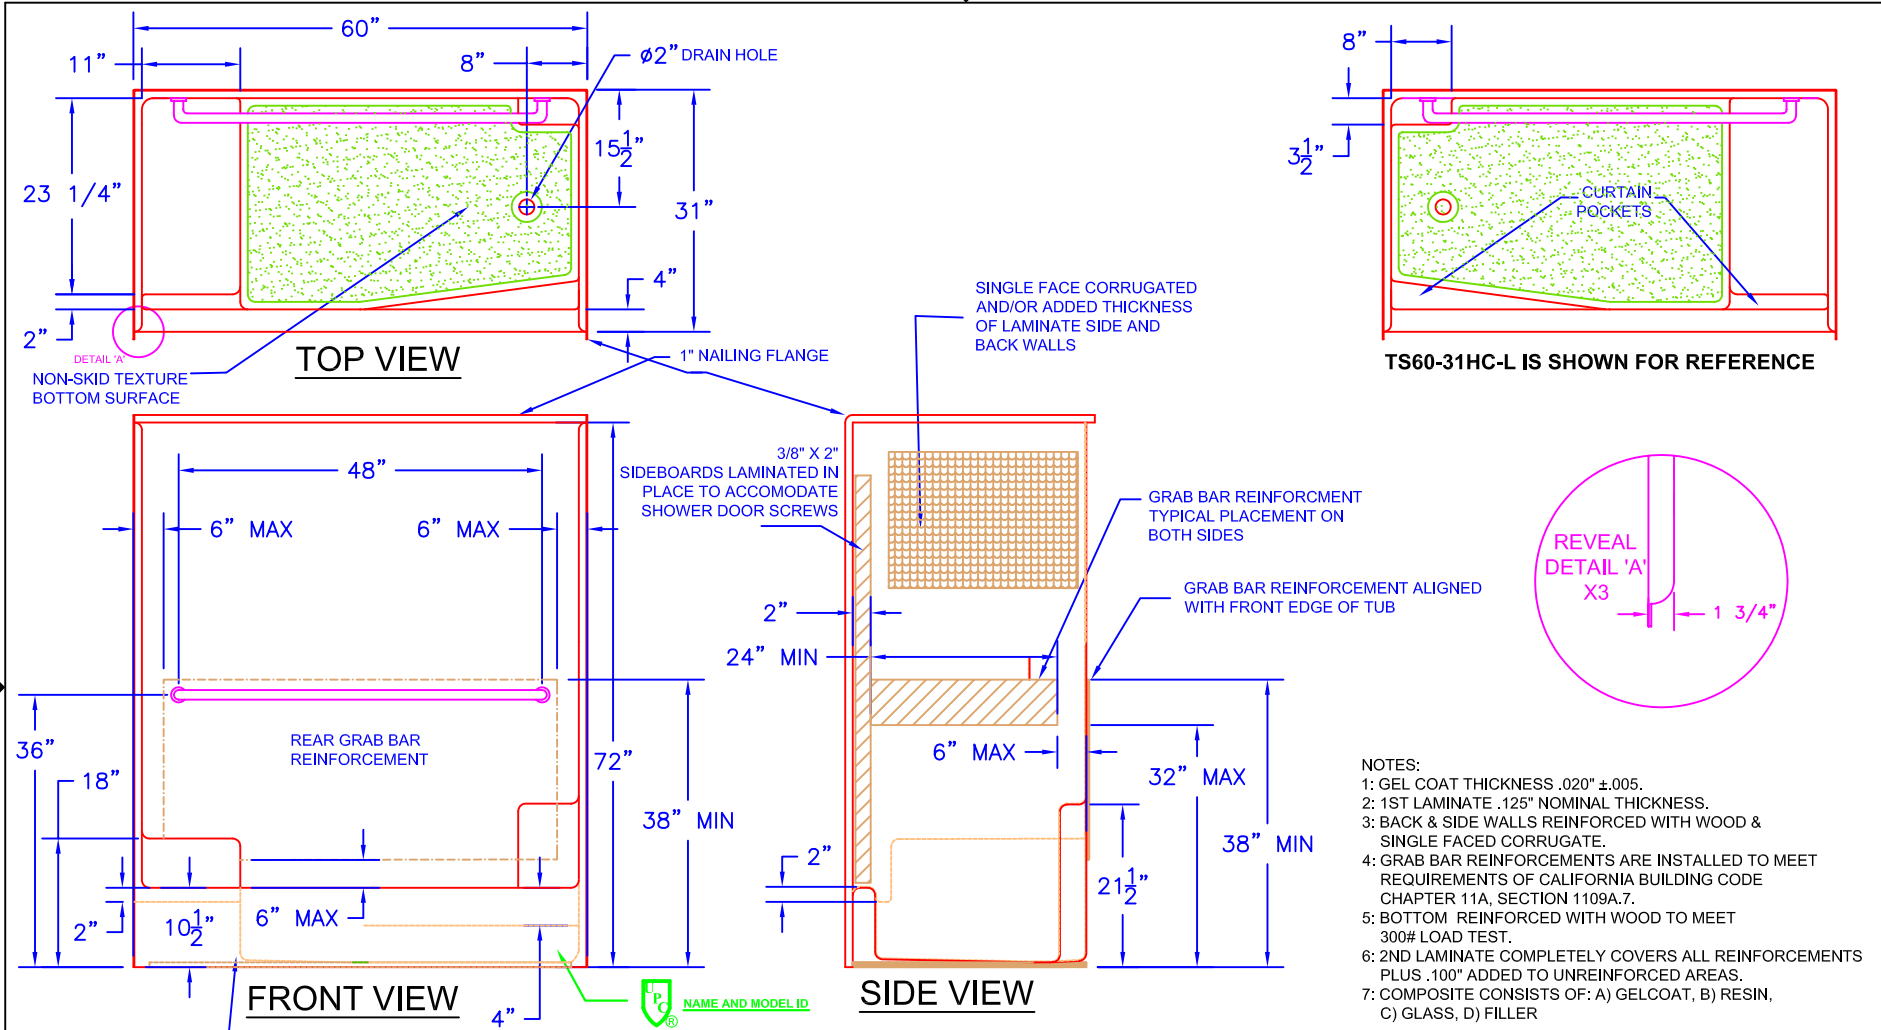 60”
11”
8”
ø2” DRAIN HOLE
15 1/2”
23 1/4”
31”
4”
2”
DETAIL 'A'
NON-SKID TEXTURE
BOTTOM SURFACE
TOP VIEW
1" NAILING FLANGE
8”
3 1/2”
CURTAIN
POCKETS
TS60-31HC-L IS SHOWN FOR REFERENCE
SINGLE FACE CORRUGATED
AND/OR ADDED THICKNESS
OF LAMINATE SIDE AND
BACK WALLS
48”
6” MAX
6” MAX
36”
18”
REAR GRAB BAR
REINFORCEMENT
72”
38” MIN
2”
10 1/2”
6” MAX
4”
FRONT VIEW
UPC®
NAME AND MODEL ID
3/8" X 2"
SIDEBOARDS LAMINATED IN
PLACE TO ACCOMODATE
SHOWER DOOR SCREWS
GRAB BAR REINFORCMENT
TYPICAL PLACEMENT ON
BOTH SIDES
GRAB BAR REINFORCEMENT ALIGNED
WITH FRONT EDGE OF TUB
2”
24” MIN
6” MAX
32” MAX
38” MIN
2”
21 1/2”
SIDE VIEW
REVEAL
DETAIL 'A'
X3
1 3/4”
NOTES:
1: GEL COAT THICKNESS .020" ±.005.
2: 1ST LAMINATE .125" NOMINAL THICKNESS.
3: BACK & SIDE WALLS REINFORCED WITH WOOD &
SINGLE FACED CORRUGATE.
4: GRAB BAR REINFORCEMENTS ARE INSTALLED TO MEET
REQUIREMENTS OF CALIFORNIA BUILDING CODE
CHAPTER 11A, SECTION 1109A.7.
5: BOTTOM REINFORCED WITH WOOD TO MEET
300# LOAD TEST.
6: 2ND LAMINATE COMPLETELY COVERS ALL REINFORCEMENTS
PLUS .100" ADDED TO UNREINFORCED AREAS.
7: COMPOSITE CONSISTS OF: A) GELCOAT, B) RESIN,
C) GLASS, D) FILLER